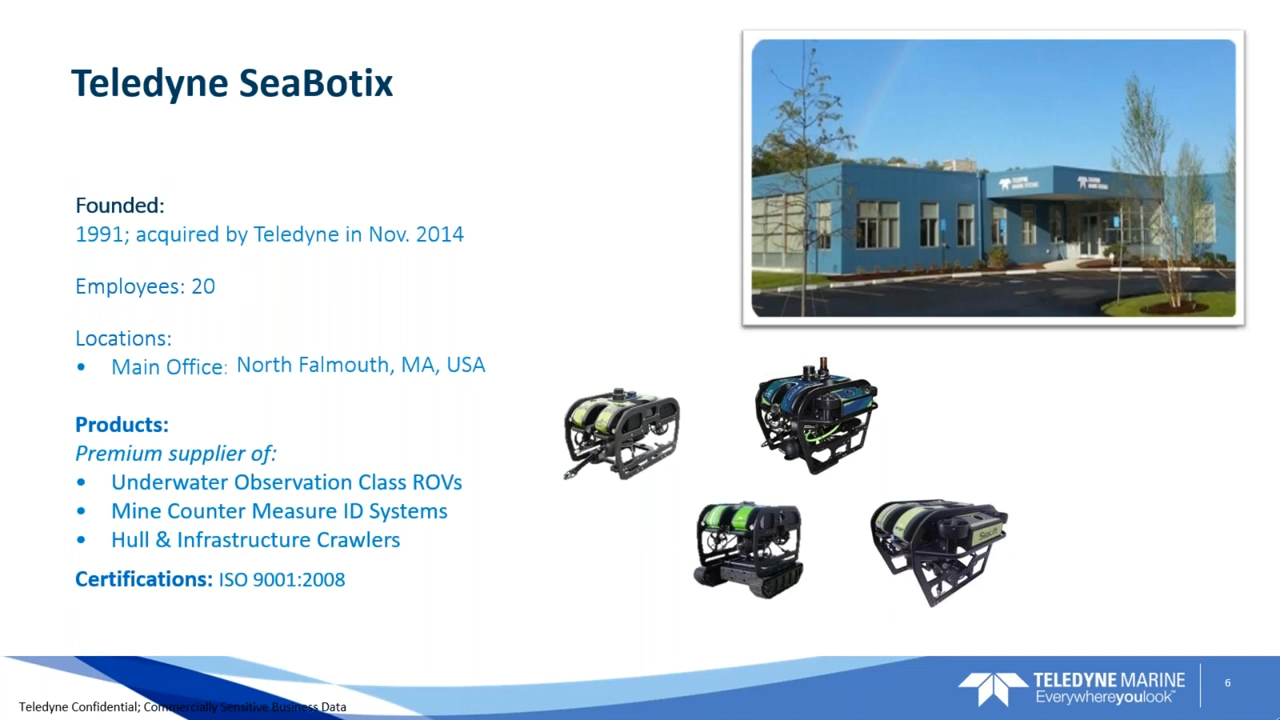 Teledyne SeaBotix
Founded:
1991; acquired by Teledyne in Nov. 2014
Employees: 20
Locations:
• Main Office: North Falmouth, MA, USA
Products:
Premium supplier of:
• Underwater Observation Class ROVs
• Mine Counter Measure ID Systems
• Hull & Infrastructure Crawlers
Certifications: ISO 9001:2008
TELEDYNE
TELEDYNE
TELEDYNE MARINE
Everywhereyoulook™
6
Teledyne Confidential; Commercially Sensitive Business Data